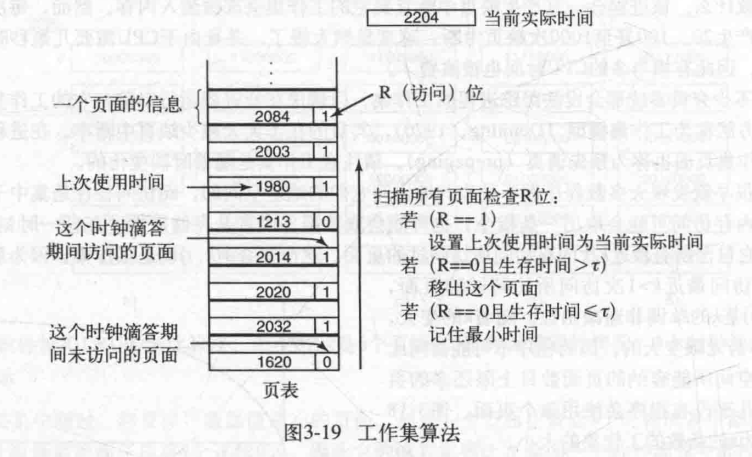 2204 当前实际时间
一个页面的信息
R（访问）位
2084 1
2003 1
上次使用时间
1980 1
1213 0
这个时钟滴答
期间访问的页面
2014 1
2020 1
2032 1
这个时钟滴答期
间未访问的页面
1620 0
页表
扫描所有页面检查R位：
若（R==1）
设置上次使用时间为当前实际时间
若（R==0且生存时间>τ）
移出这个页面
若（R==0且生存时间≤τ）
记住最小时间
图3-19 工作集算法